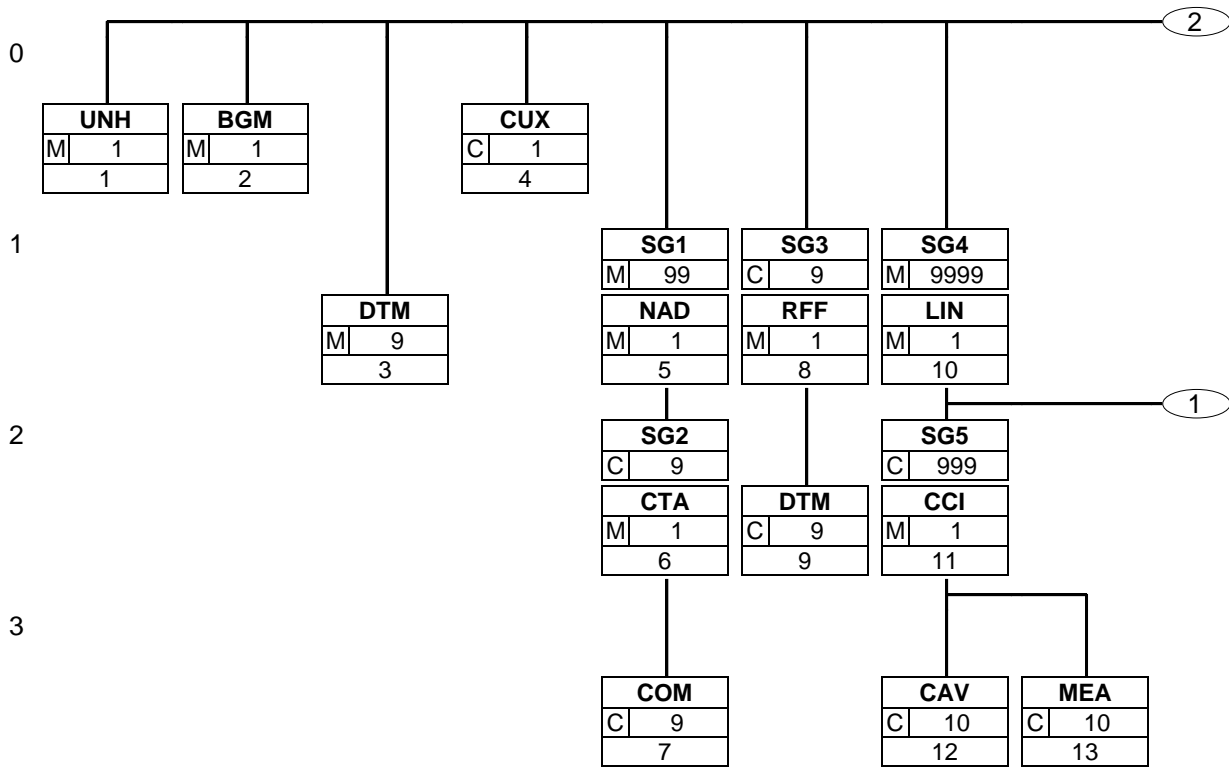 2
0
UNH BGM CUX
M 1 M 1 C 1
1 2 4
1
SG1 SG3 SG4
M 99 C 9 M 9999
DTM NAD RFF LIN
M 9 M 1 M 1 M 1
3 5 8 10
1
2
SG2 SG5
C 9 C 999
CTA DTM CCI
M 1 C 9 M 1
6 9 11
3
COM CAV MEA
C 9 C 10 C 10
7 12 13